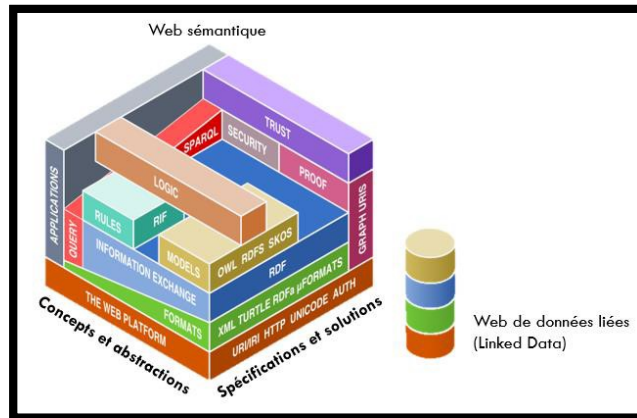 Web sémantique
TRUST
SPARQL
SECURITY
PROOF
LOGIC
APPLICATIONS
RULES
RIF
GRAPH URIS
QUERY
INFORMATION EXCHANGE
MODELS
OWL RDFS SKOS
RDF
FORMATS
XML TURTLE RDFa µFORMATS
THE WEB PLATFORM
URI/IRI HTTP UNICODE AUTH
Concepts et abstractions
Spécifications et solutions
Web de données liées
(Linked Data)